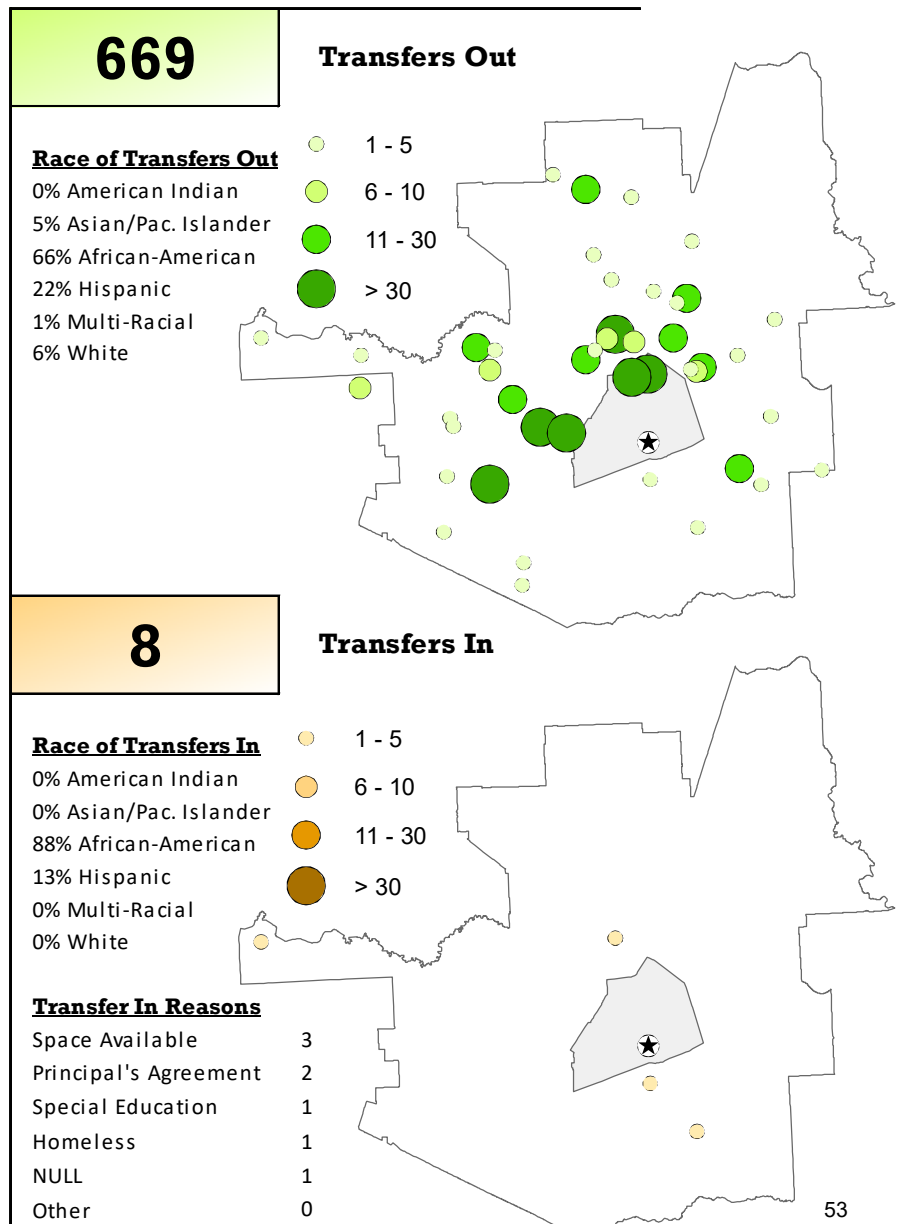 669
Transfers Out
Race of Transfers Out
0% American Indian
5% Asian/Pac. Islander
66% African-American
22% Hispanic
1% Multi-Racial
6% White
1 - 5
6 - 10
11 - 30
> 30
8
Transfers In
Race of Transfers In
0% American Indian
0% Asian/Pac. Islander
88% African-American
13% Hispanic
0% Multi-Racial
0% White
1 - 5
6 - 10
11 - 30
> 30
Transfer In Reasons
Space Available 3
Principal's Agreement 2
Special Education 1
Homeless 1
NULL 1
Other 0
53